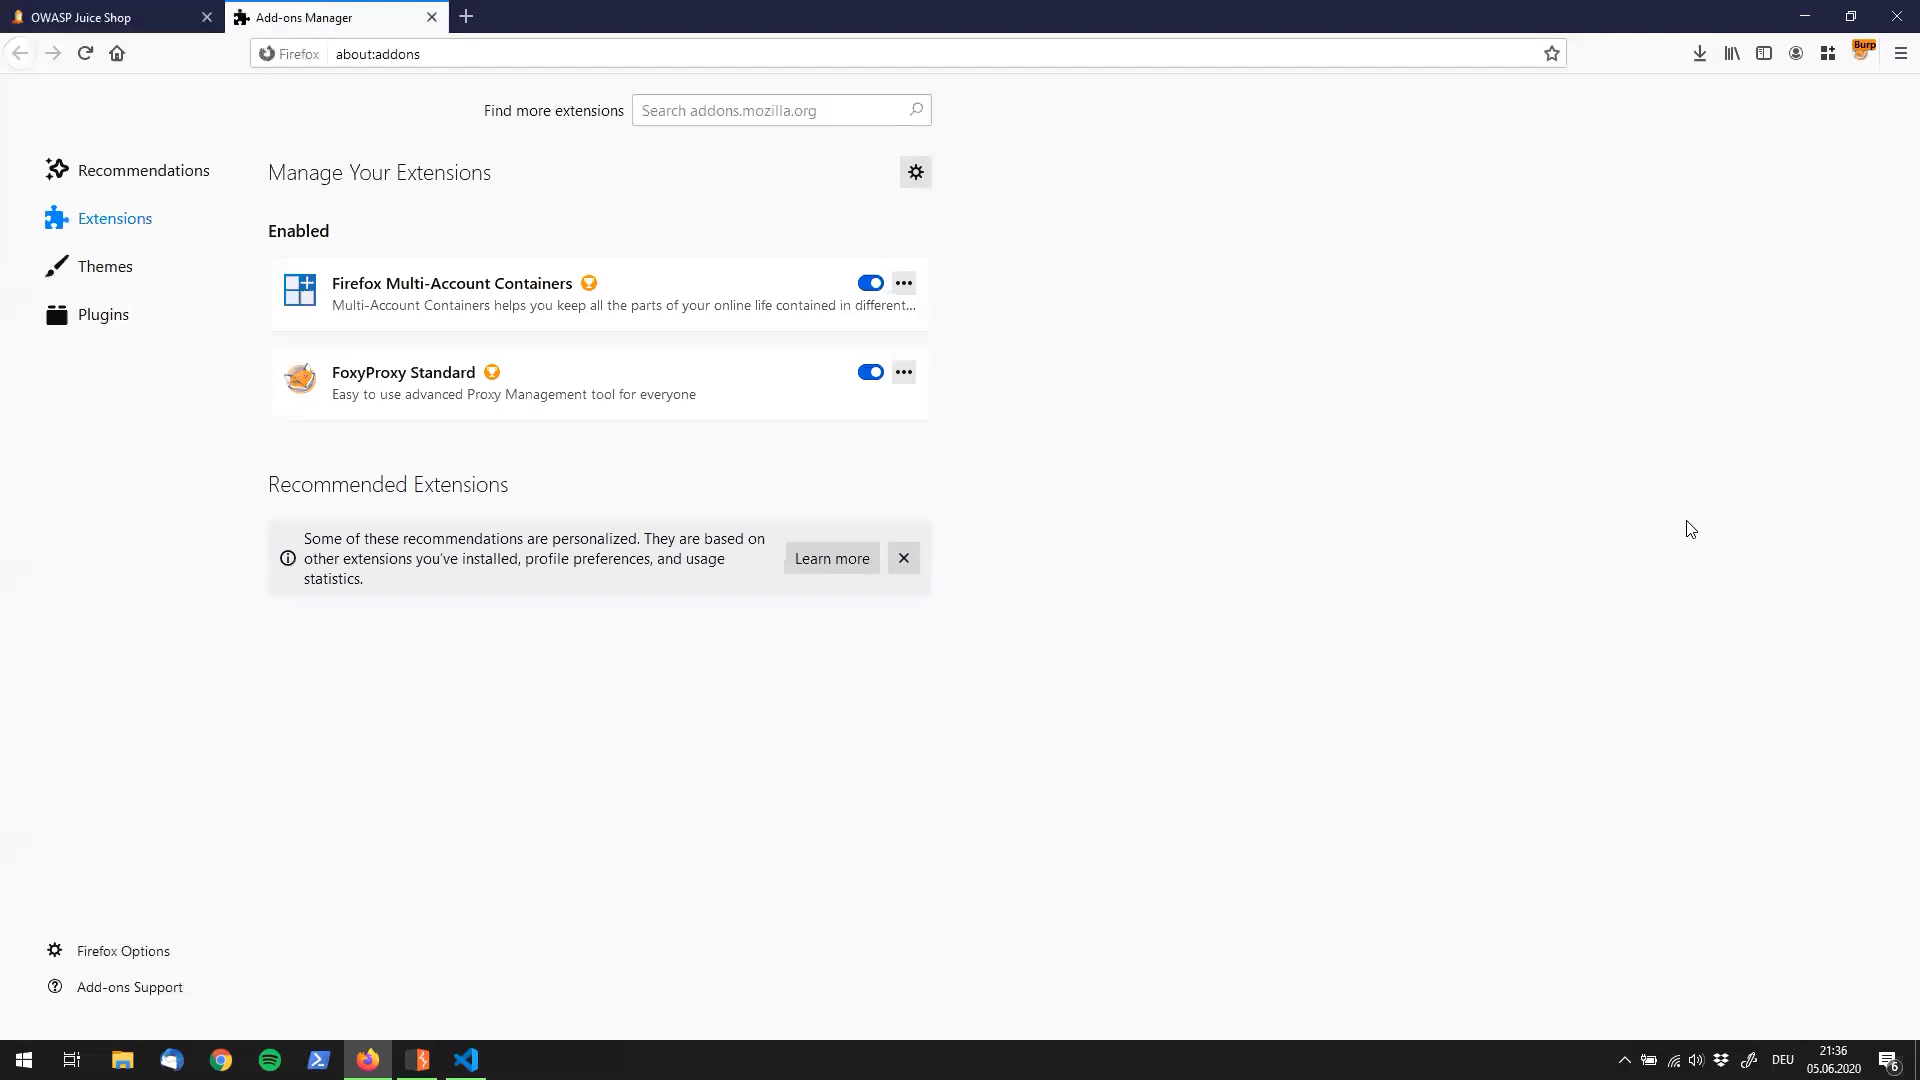 OWASP Juice Shop
Add-ons Manager
Firefox
about:addons
Burp
Find more extensions
Search addons.mozilla.org
Recommendations
Extensions
Themes
Plugins
Manage Your Extensions
Enabled
Firefox Multi-Account Containers
Multi-Account Containers helps you keep all the parts of your online life contained in different...
FoxyProxy Standard
Easy to use advanced Proxy Management tool for everyone
Recommended Extensions
Some of these recommendations are personalized. They are based on
other extensions you've installed, profile preferences, and usage
statistics.
Learn more
Firefox Options
Add-ons Support
DEU
21:36
05.06.2020
6